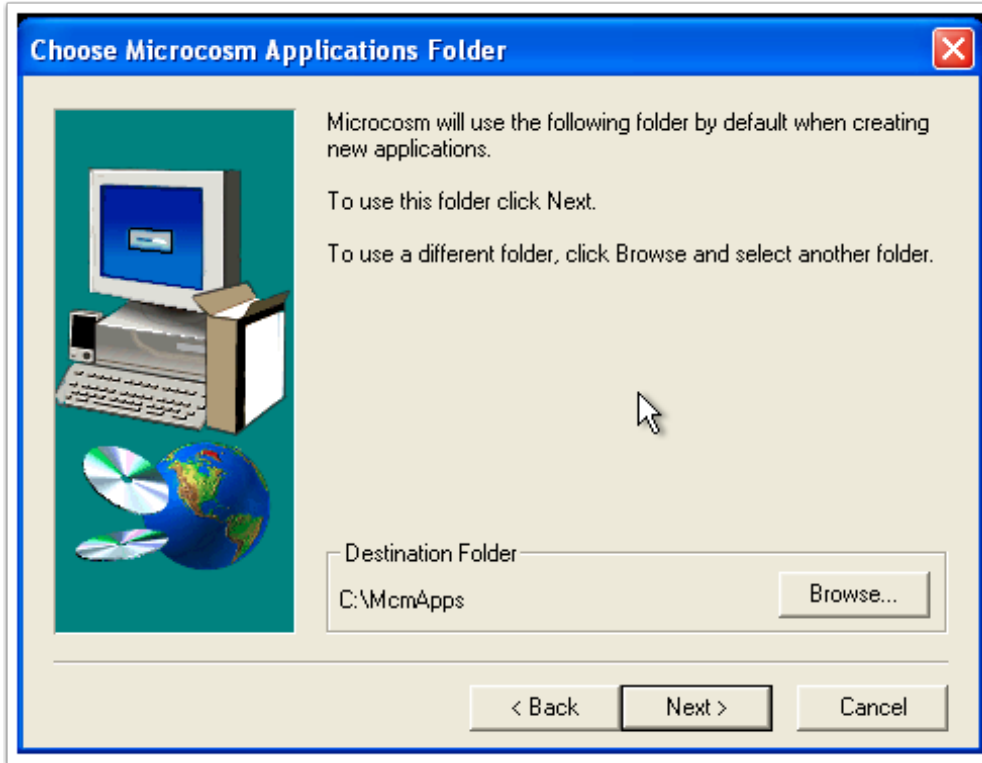 Choose Microcosm Applications Folder
Microcosm will use the following folder by default when creating
new applications.
To use this folder click Next.
To use a different folder, click Browse and select another folder.
Destination Folder
C:\McmApps
Browse...
< Back
Next >
Cancel